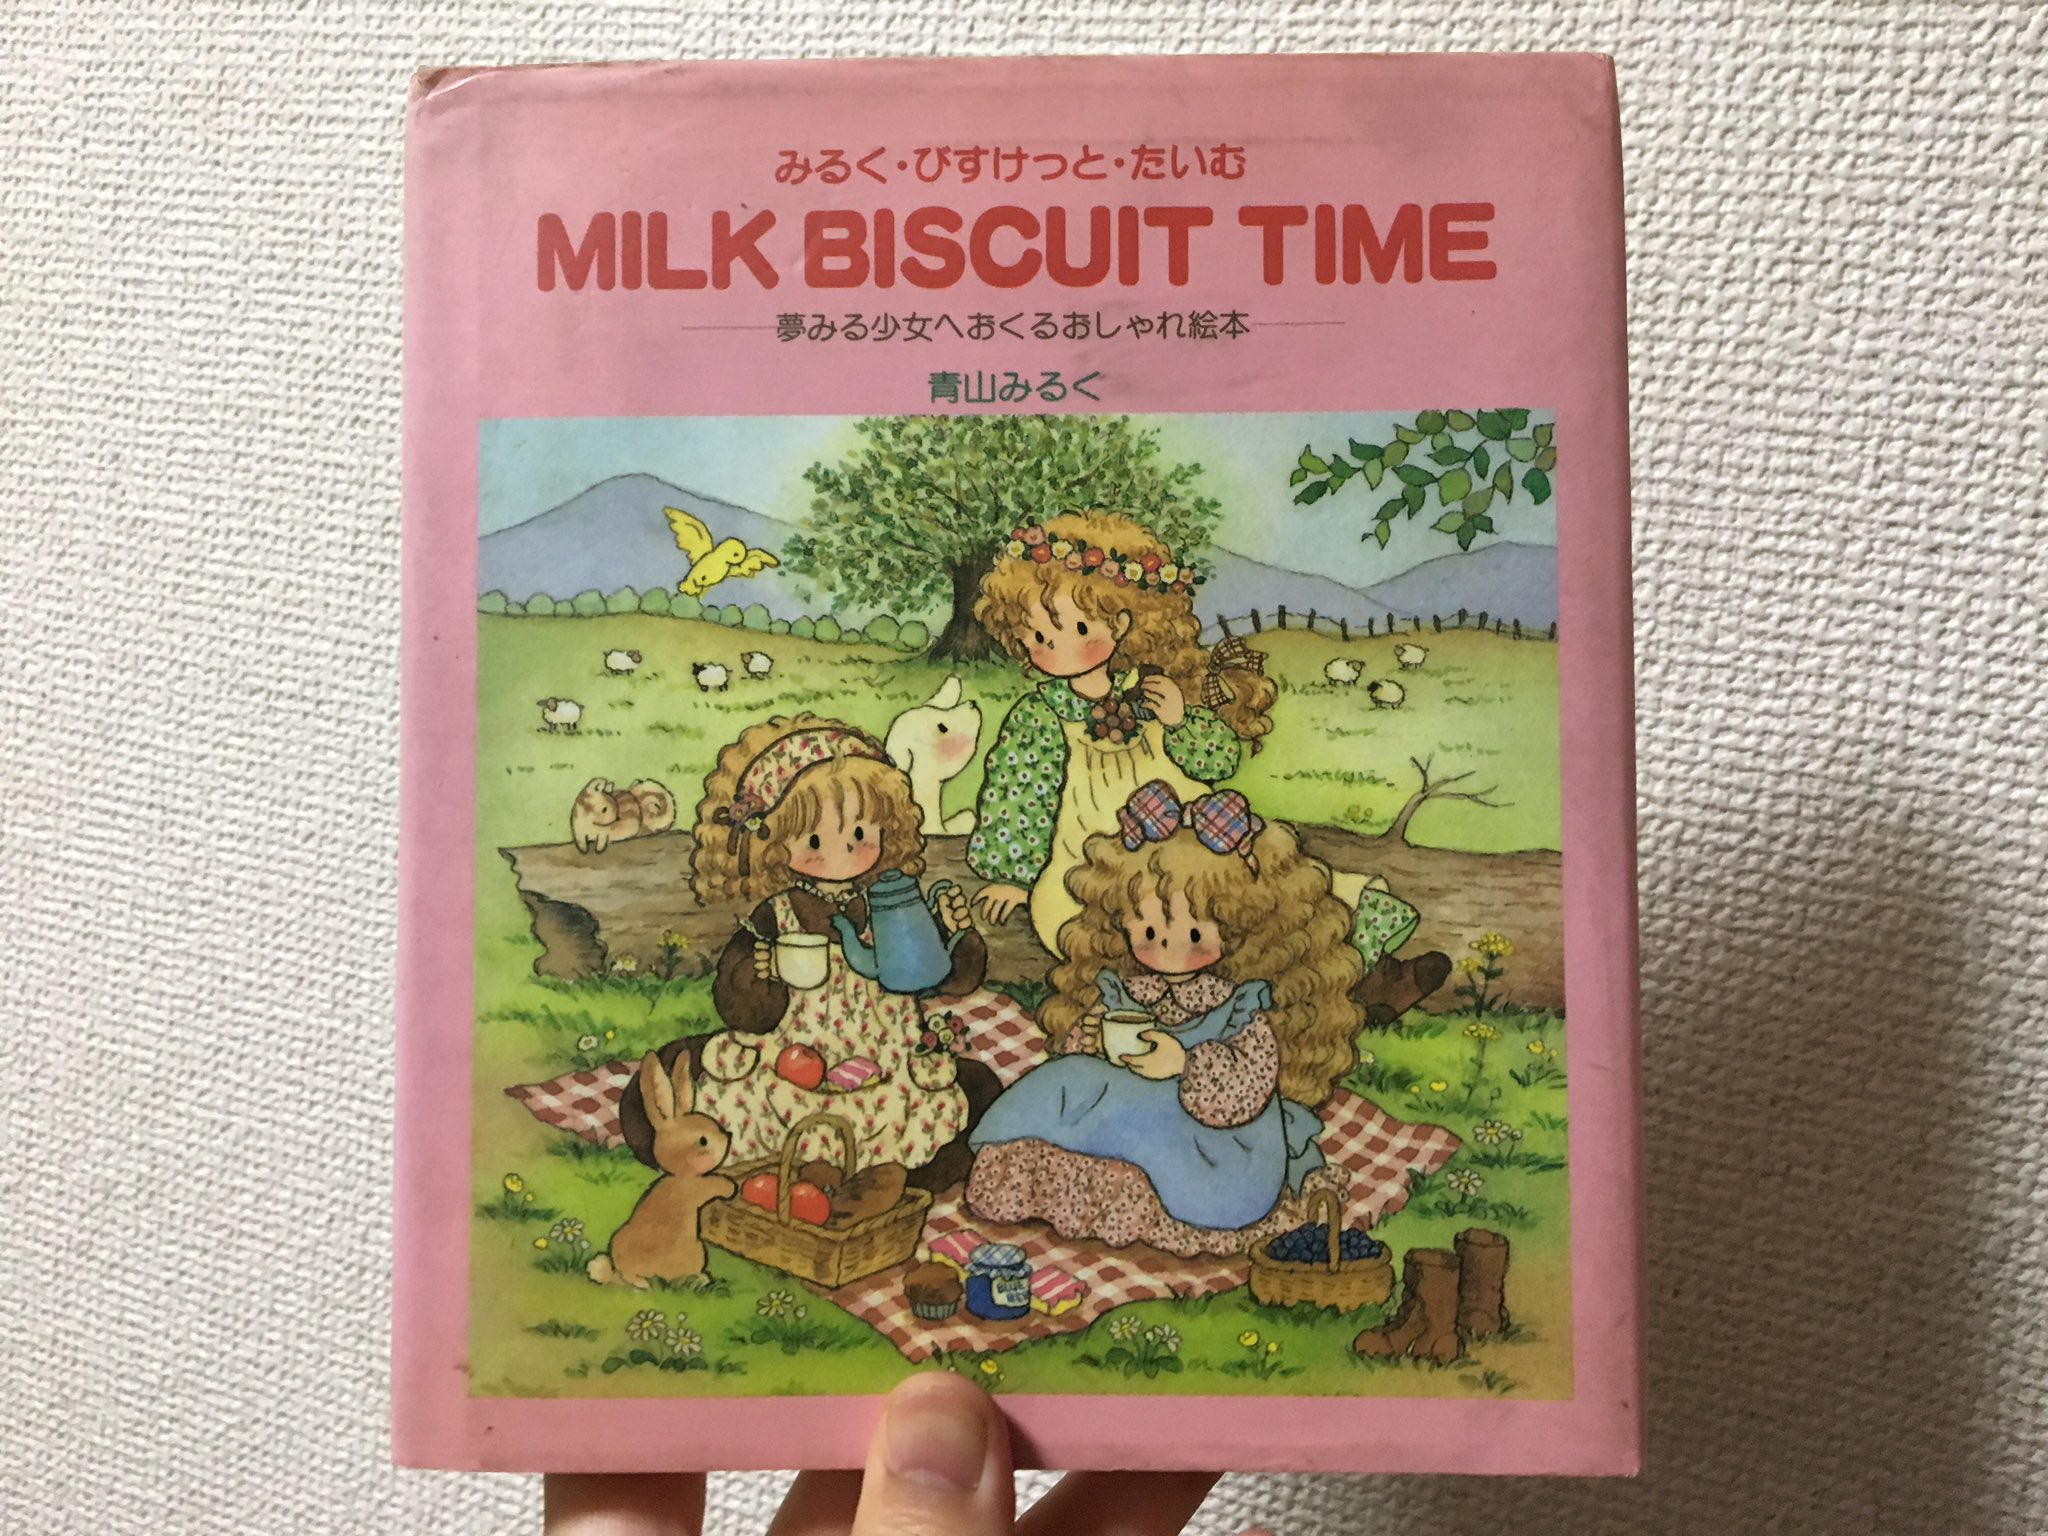 みるく・びすけっと・たいむ
MILK BISCUIT TIME
夢みる少女へおくるおしゃれ絵本
青山みるく
BLUE